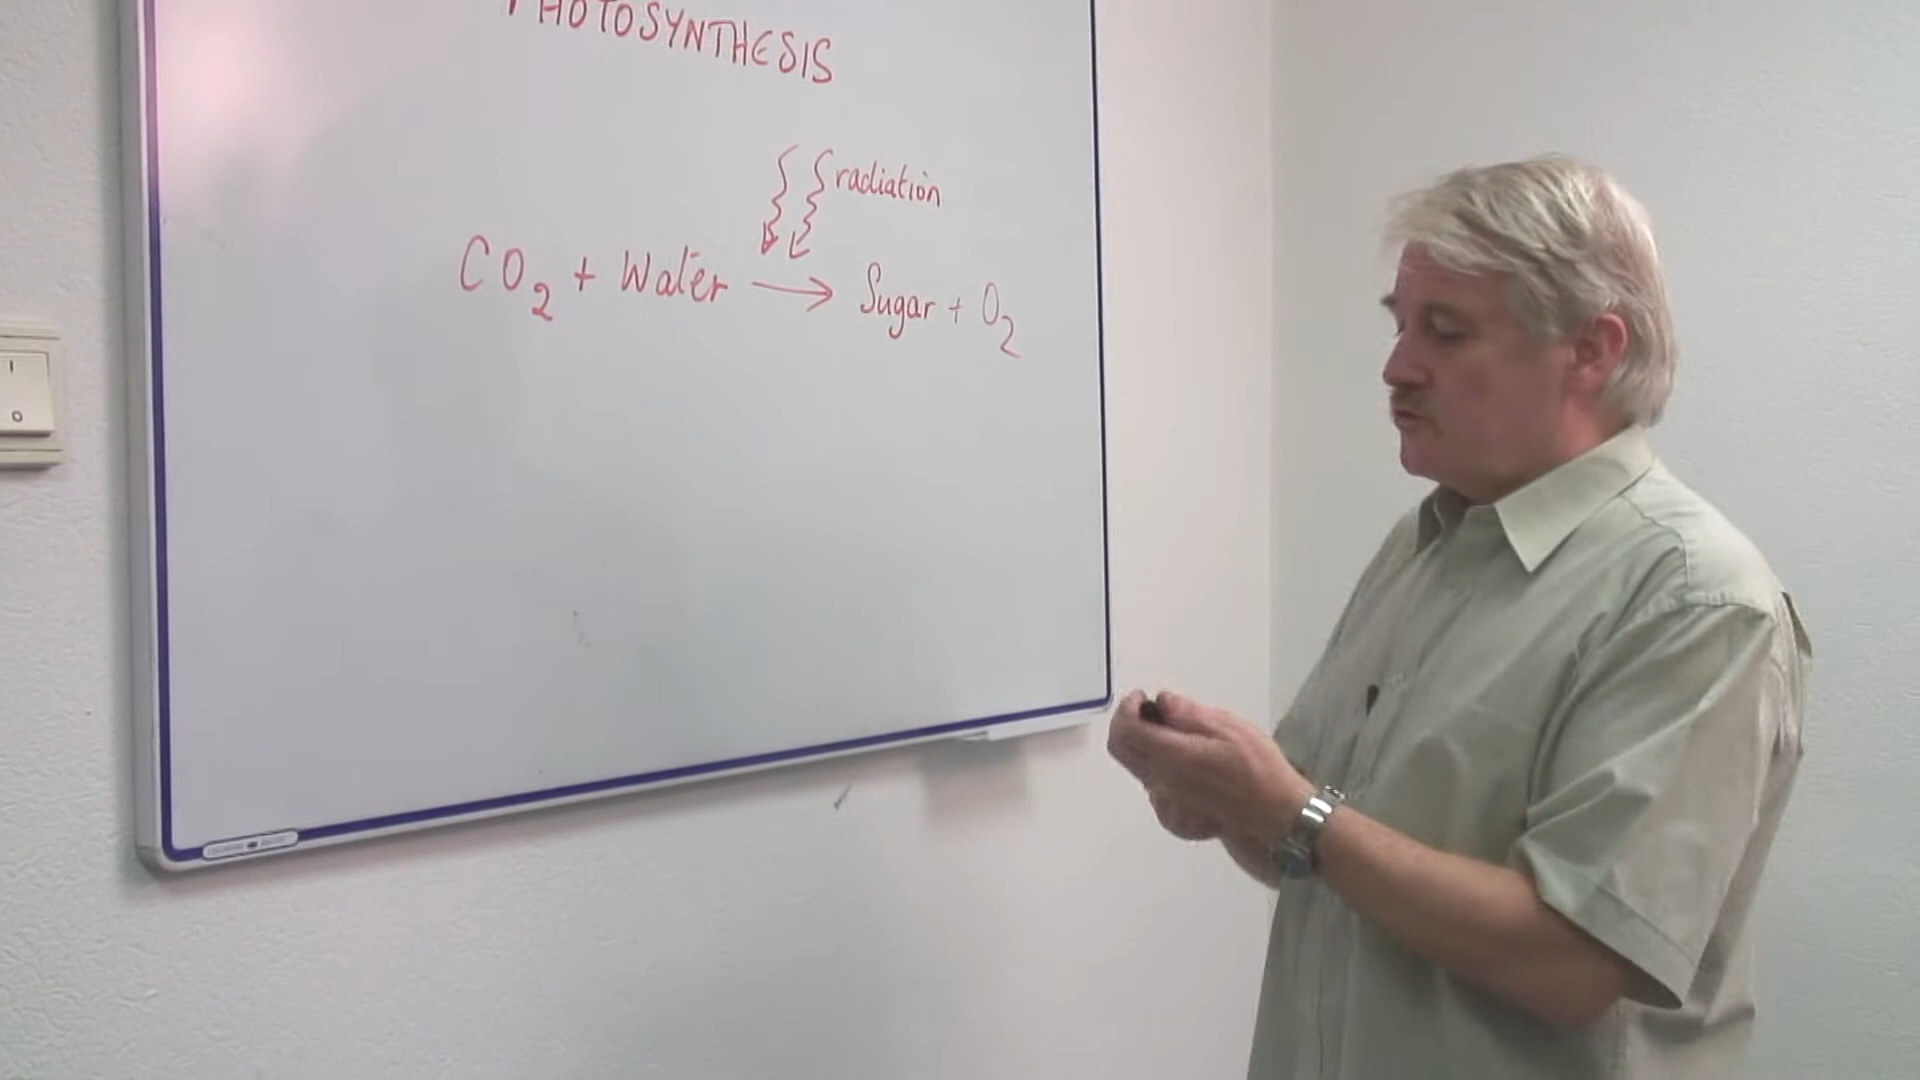 PHOTOSYNTHESIS
radiation
CO₂ + Water → Sugar + O₂